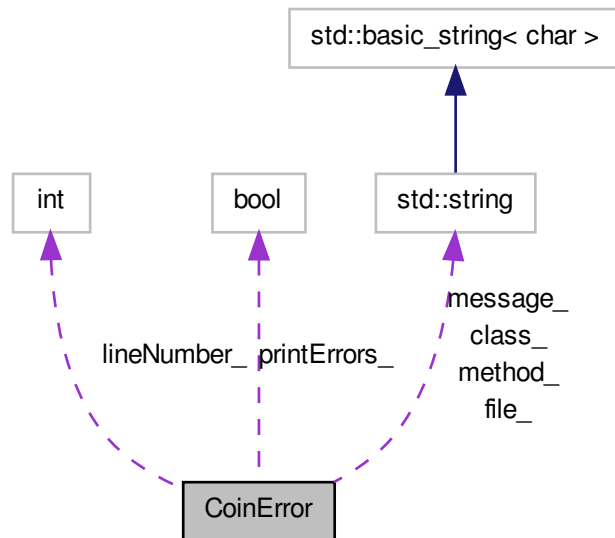 std::basic_string< char >
int
bool
std::string
message_
lineNumber_
printErrors_
class_
method_
file_
CoinError